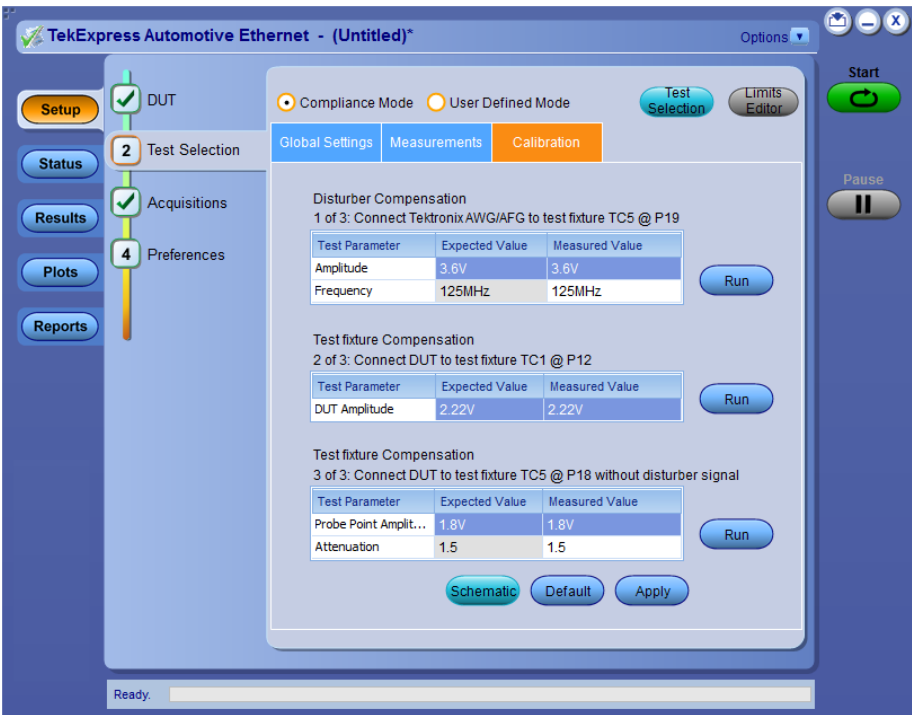 TekExpress Automotive Ethernet - (Untitled)*
Options
Start
Setup
Status
Results
Plots
Reports
DUT
2 Test Selection
Acquisitions
4 Preferences
Compliance Mode
User Defined Mode
Test Selection
Limits Editor
Pause
Global Settings
Measurements
Calibration
Disturber Compensation
1 of 3: Connect Tektronix AWG/AFG to test fixture TC5 @ P19
Test Parameter Expected Value Measured Value
Amplitude 3.6V 3.6V
Frequency 125MHz 125MHz
Run
Test fixture Compensation
2 of 3: Connect DUT to test fixture TC1 @ P12
Test Parameter Expected Value Measured Value
DUT Amplitude 2.22V 2.22V
Run
Test fixture Compensation
3 of 3: Connect DUT to test fixture TC5 @ P18 without disturber signal
Test Parameter Expected Value Measured Value
Probe Point Amplit... 1.8V 1.8V
Attenuation 1.5 1.5
Run
Schematic
Default
Apply
Ready.